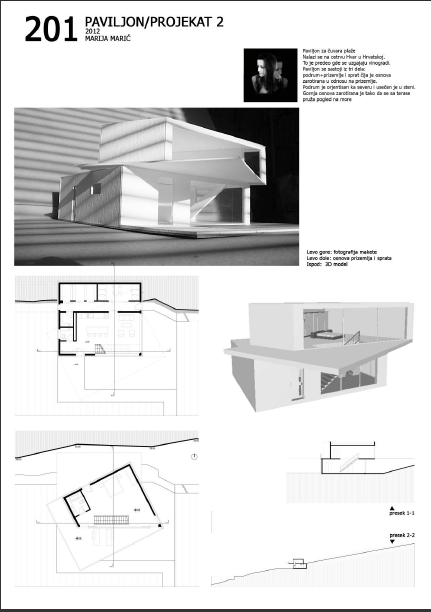 201
PAVILJON/PROJEKAT 2
2012
MARIJA MARIĆ
Paviljon za čuvara plaže
Nalazi se na ostrvu Hvar u Hrvatskoj.
To je predeo gde se uzgajaju vinogradi.
Paviljon se sastoji iz tri dela:
podrum+prizemlje i sprat čija je osnova
zarotirana u odnosu na prizemlje.
Podrum je orjentisan ka severu i usečen je u steni.
Gornja osnova zarotirana je tako da se sa terase
pruža pogled na more
Levo gore: fotografija makete
Levo dole: osnova prizemlja i sprata
Ispod: 3D model
presek 1-1
presek 2-2